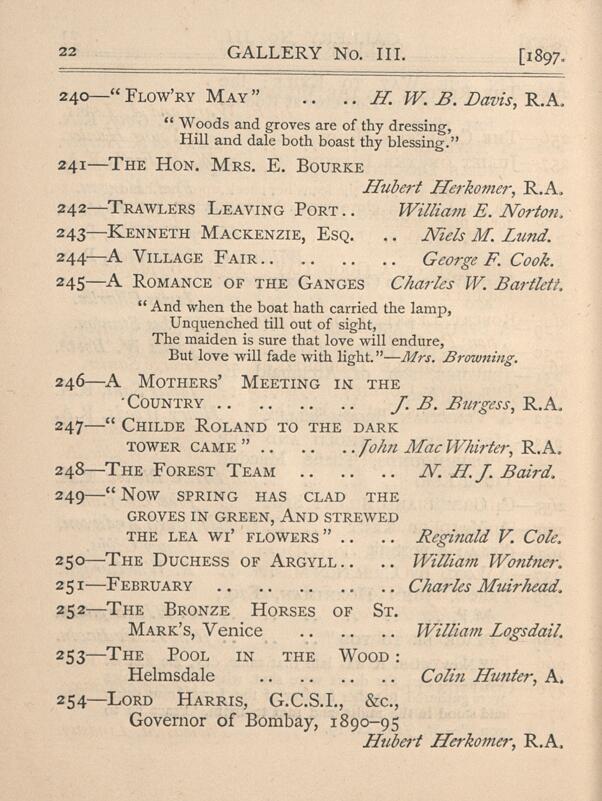 22 GALLERY No. III. [1897.
240—“ FLOW'RY MAY ” .. .. H. W. B. Davis, R.A.
“ Woods and groves are of thy dressing,
Hill and dale both boast thy blessing.”
241—THE HON. MRS. E. BOURKE
Hubert Herkomer, R.A.
242—TRAWLERS LEAVING PORT.. William E. Norton.
243—KENNETH MACKENZIE, ESQ. .. Niels M. Lund.
244—A VILLAGE FAIR.. .. .. .. George F. Cook.
245—A ROMANCE OF THE GANGES Charles W. Bartlett.
“ And when the boat hath carried the lamp,
Unquenched till out of sight,
The maiden is sure that love will endure,
But love will fade with light.”—Mrs. Browning.
246—A MOTHERS' MEETING IN THE
COUNTRY .. .. .. .. J. B. Burgess, R.A.
247—“ CHILDE ROLAND TO THE DARK
TOWER CAME ” .. .. ..John MacWhirter, R.A.
248—THE FOREST TEAM .. .. .. N. H. J. Baird.
249—“ NOW SPRING HAS CLAD THE
GROVES IN GREEN, AND STREWED
THE LEA WI' FLOWERS ” .. .. Reginald V. Cole.
250—THE DUCHESS OF ARGYLL.. .. William Wontner.
251—FEBRUARY .. .. .. .. .. Charles Muirhead.
252—THE BRONZE HORSES OF ST.
MARK'S, Venice .. .. .. William Logsdail.
253—THE POOL IN THE WOOD :
Helmsdale .. .. .. .. Colin Hunter, A.
254—LORD HARRIS, G.C.S.I., &c.,
Governor of Bombay, 1890–95
Hubert Herkomer, R.A.